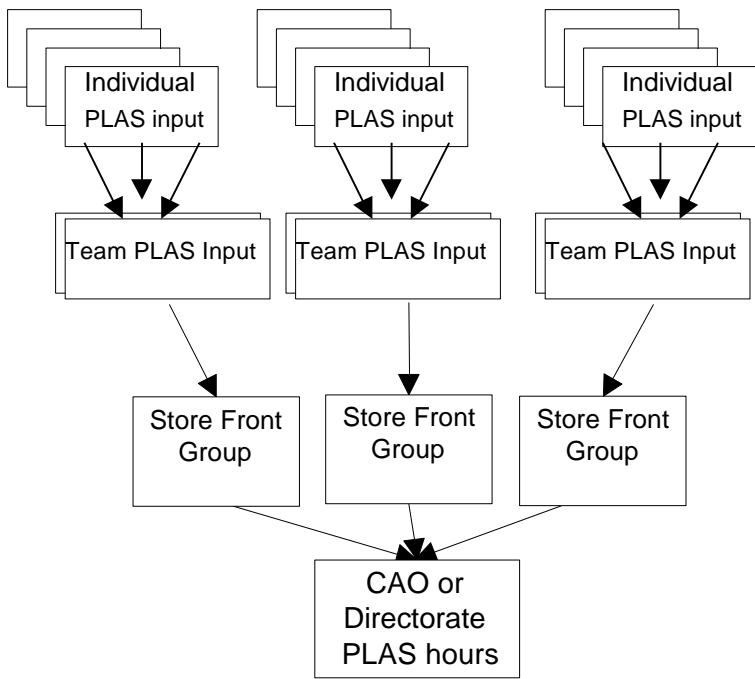 Individual
PLAS input
Individual
PLAS input
Individual
PLAS input
Team PLAS Input
Team PLAS Input
Team PLAS Input
Store Front
Group
Store Front
Group
Store Front
Group
CAO or
Directorate
PLAS hours